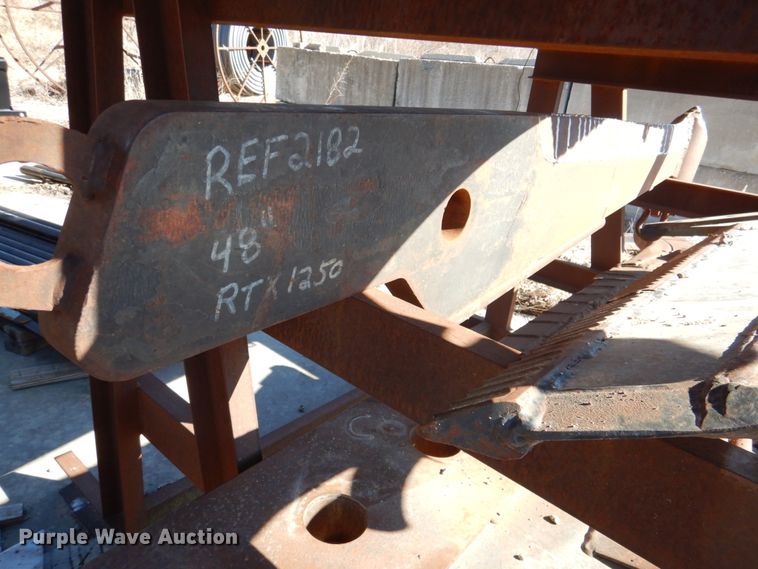 REF2182
48"
RTX1250
Purple Wave Auction